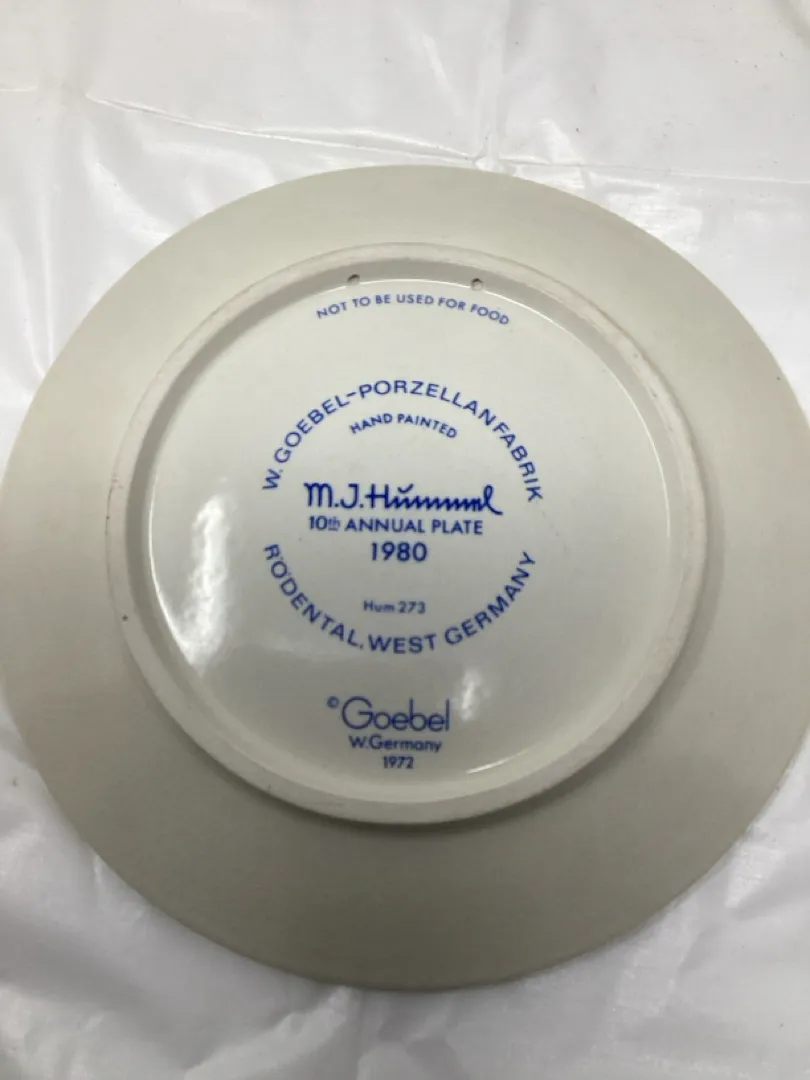 NOT TO BE USED FOR FOOD
W. GOEBEL-PORZELLANFABRIK
HAND PAINTED
M.J.Hummel
10th ANNUAL PLATE
1980
Hum 273
RÖDENTAL, WEST GERMANY
© Goebel
W.Germany
1972